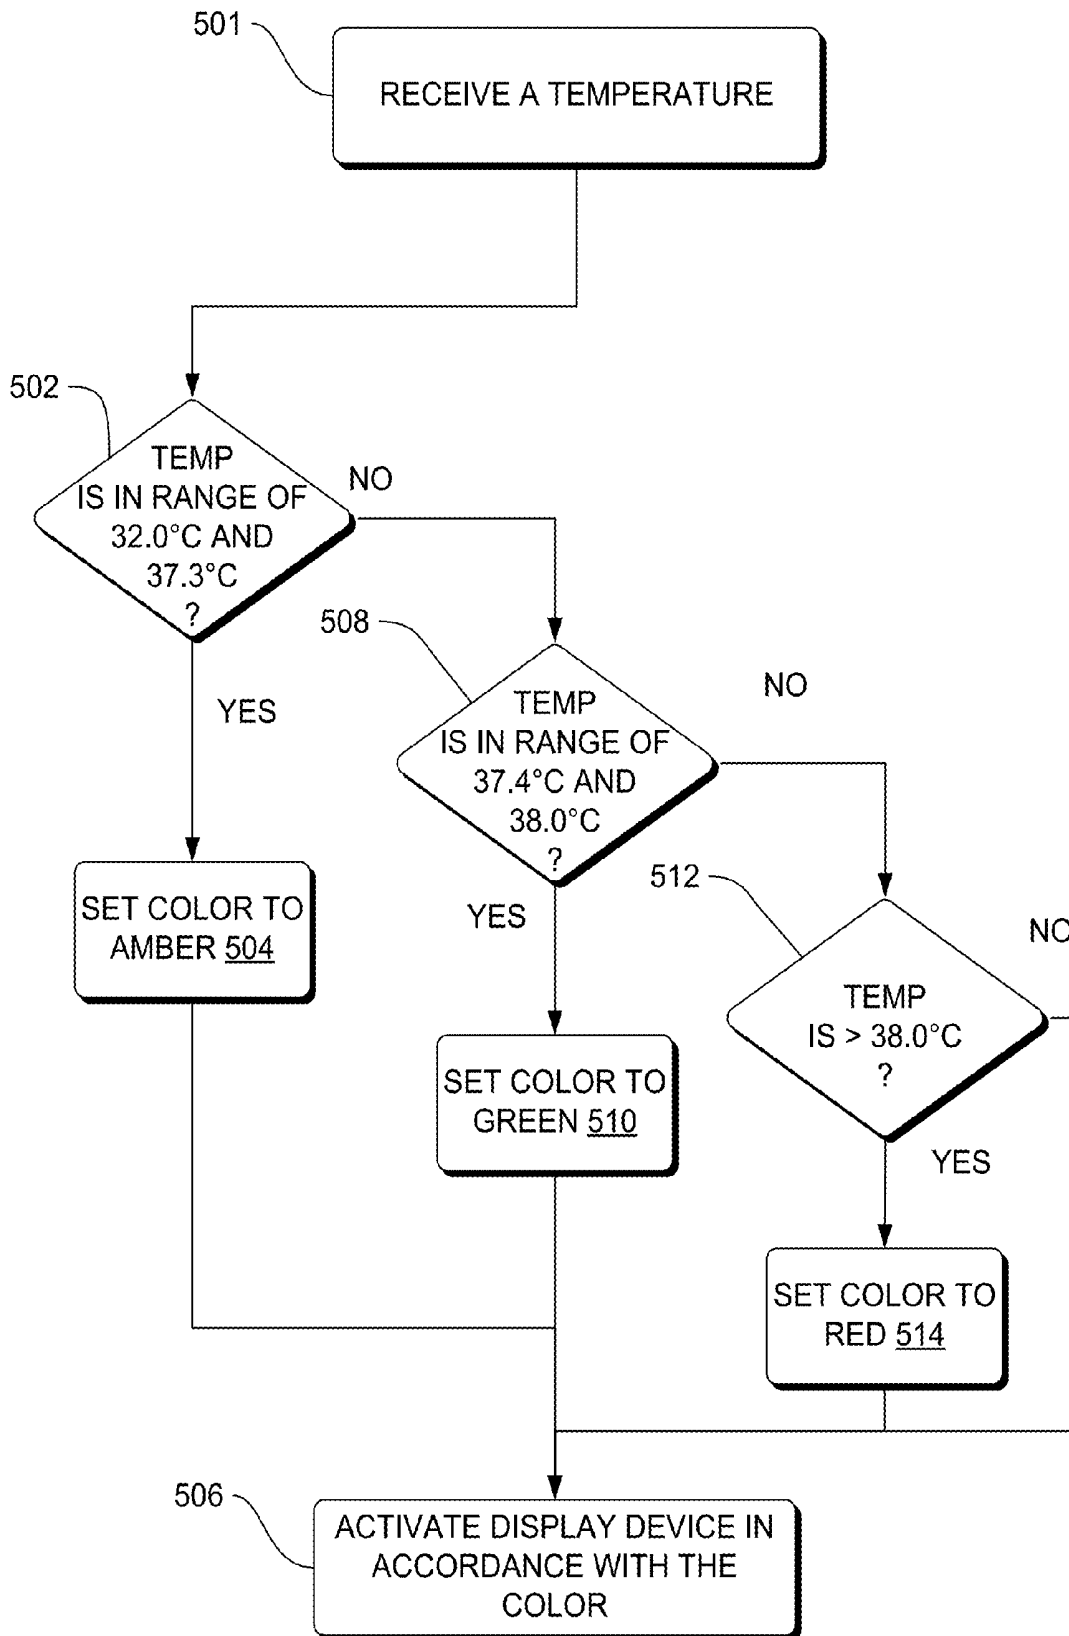 501
RECEIVE A TEMPERATURE
502
TEMP
IS IN RANGE OF
32.0°C AND
37.3°C
?
NO
YES
508
TEMP
IS IN RANGE OF
37.4°C AND
38.0°C
?
NO
YES
512
TEMP
IS > 38.0°C
?
NO
YES
SET COLOR TO
AMBER 504
SET COLOR TO
GREEN 510
SET COLOR TO
RED 514
506
ACTIVATE DISPLAY DEVICE IN
ACCORDANCE WITH THE
COLOR